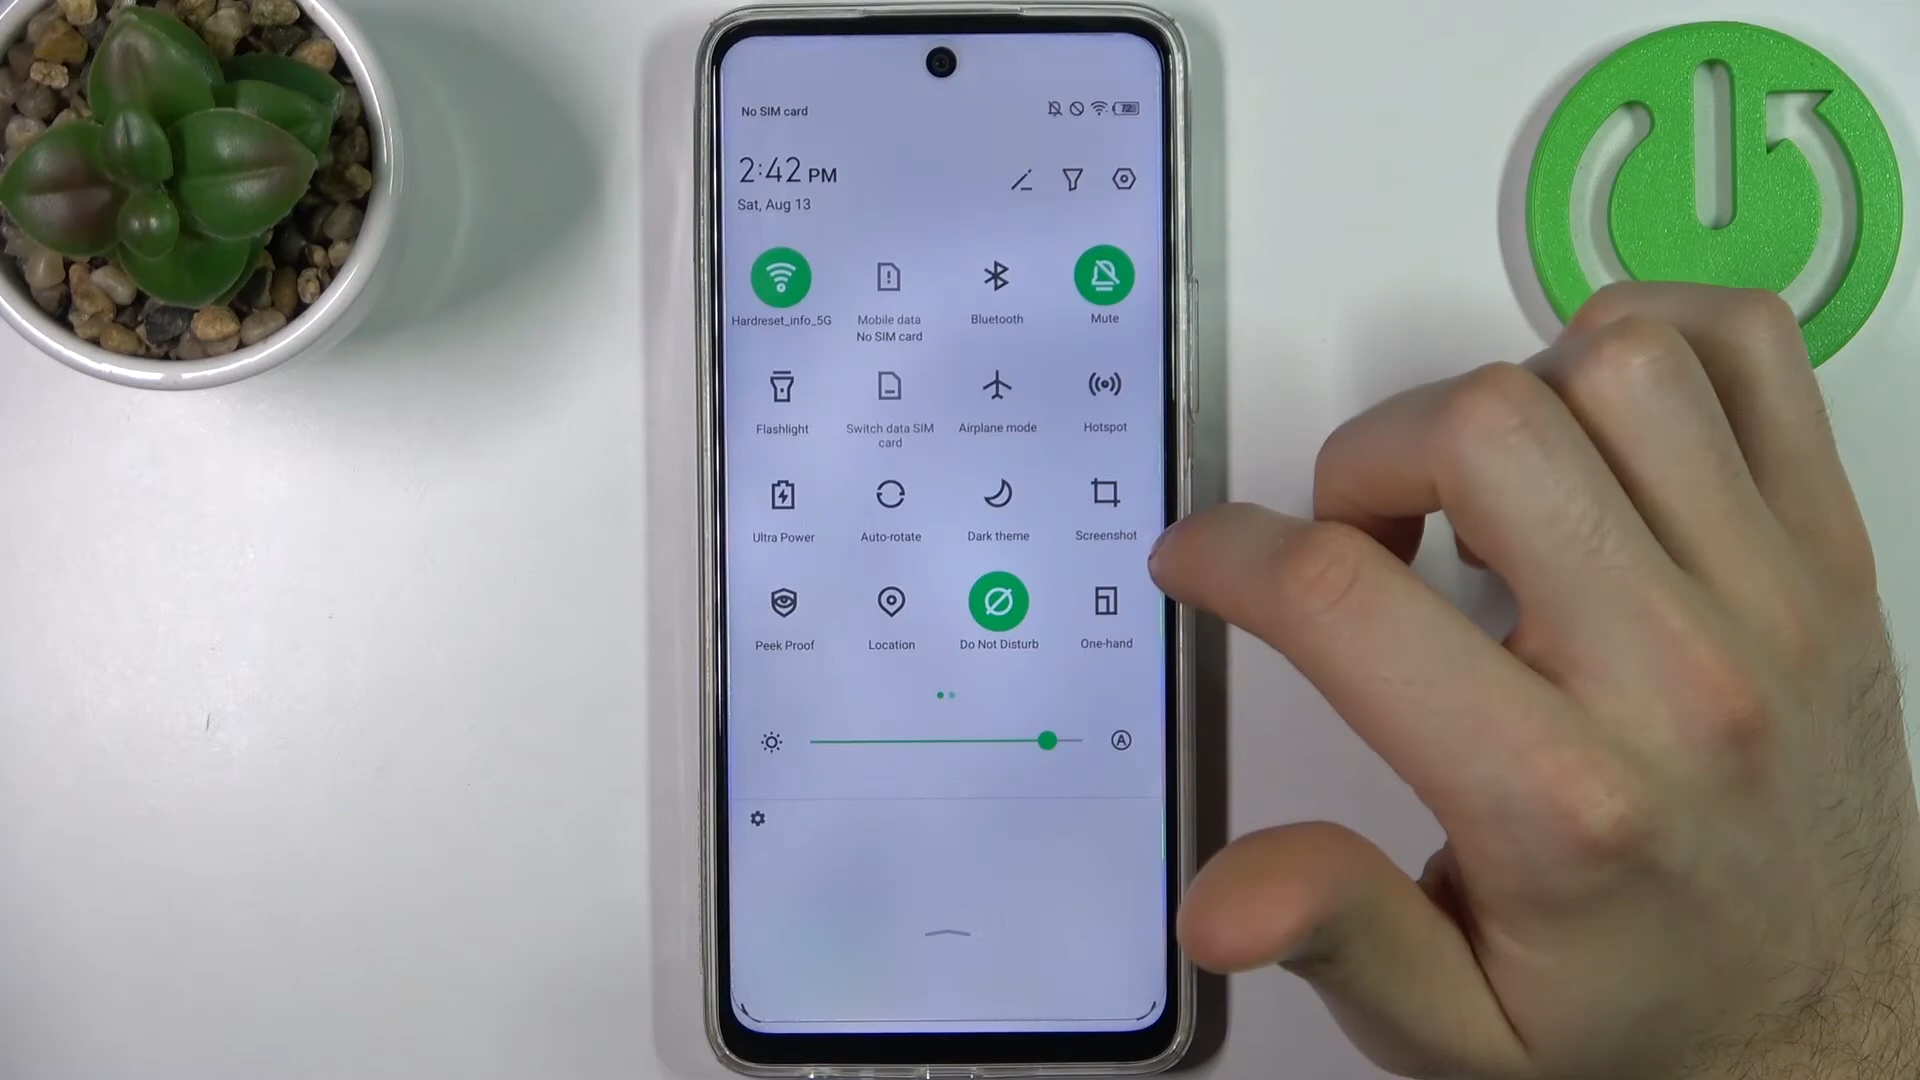 No SIM card
72
2:42 PM
Sat, Aug 13
Hardreset_info_5G
Mobile data
No SIM card
Bluetooth
Mute
Flashlight
Switch data SIM
card
Airplane mode
Hotspot
Ultra Power
Auto-rotate
Dark theme
Screenshot
Peek Proof
Location
Do Not Disturb
One-hand
A